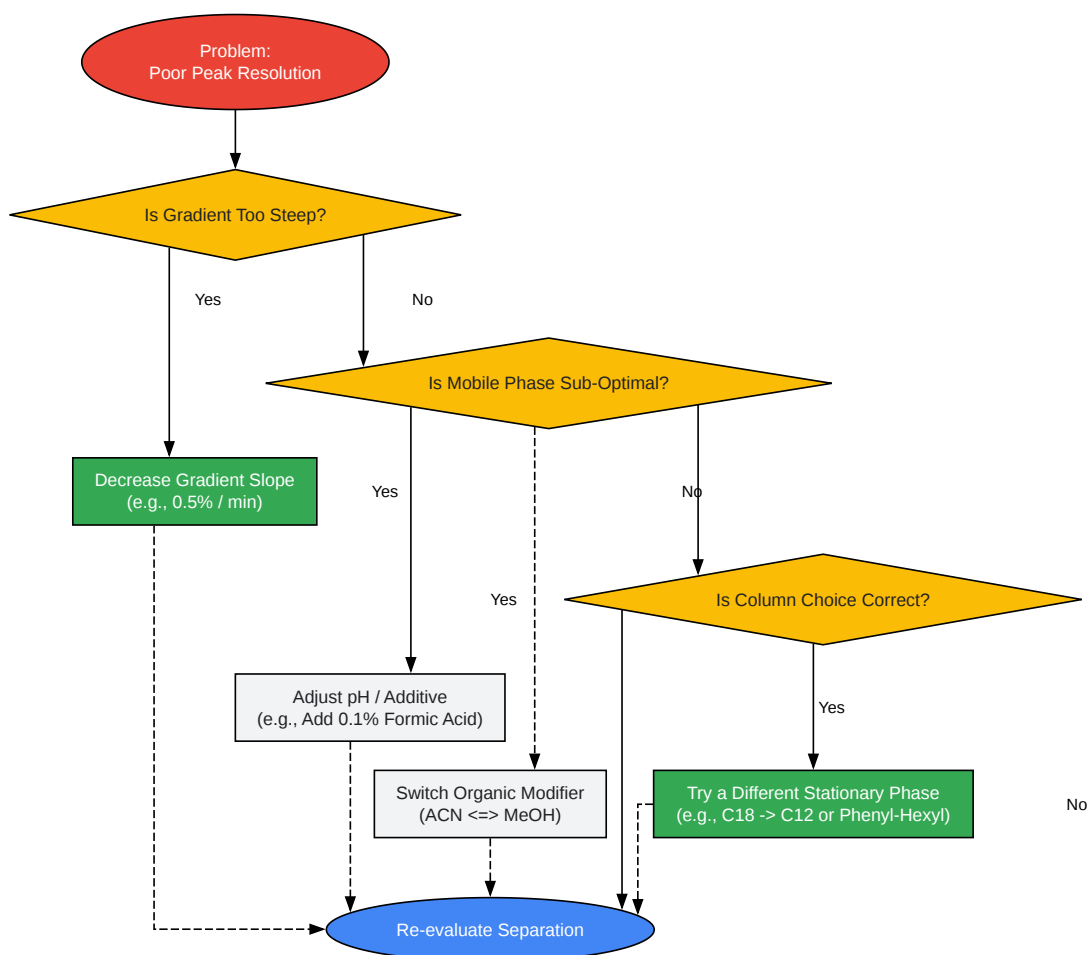 Problem:
Poor Peak Resolution
Is Gradient Too Steep?
Yes
No
Is Mobile Phase Sub-Optimal?
Decrease Gradient Slope
(e.g., 0.5% / min)
Yes
No
Yes
Is Column Choice Correct?
Adjust pH / Additive
(e.g., Add 0.1% Formic Acid)
Yes
Switch Organic Modifier
(ACN <=> MeOH)
Try a Different Stationary Phase
(e.g., C18 -> C12 or Phenyl-Hexyl)
No
Re-evaluate Separation